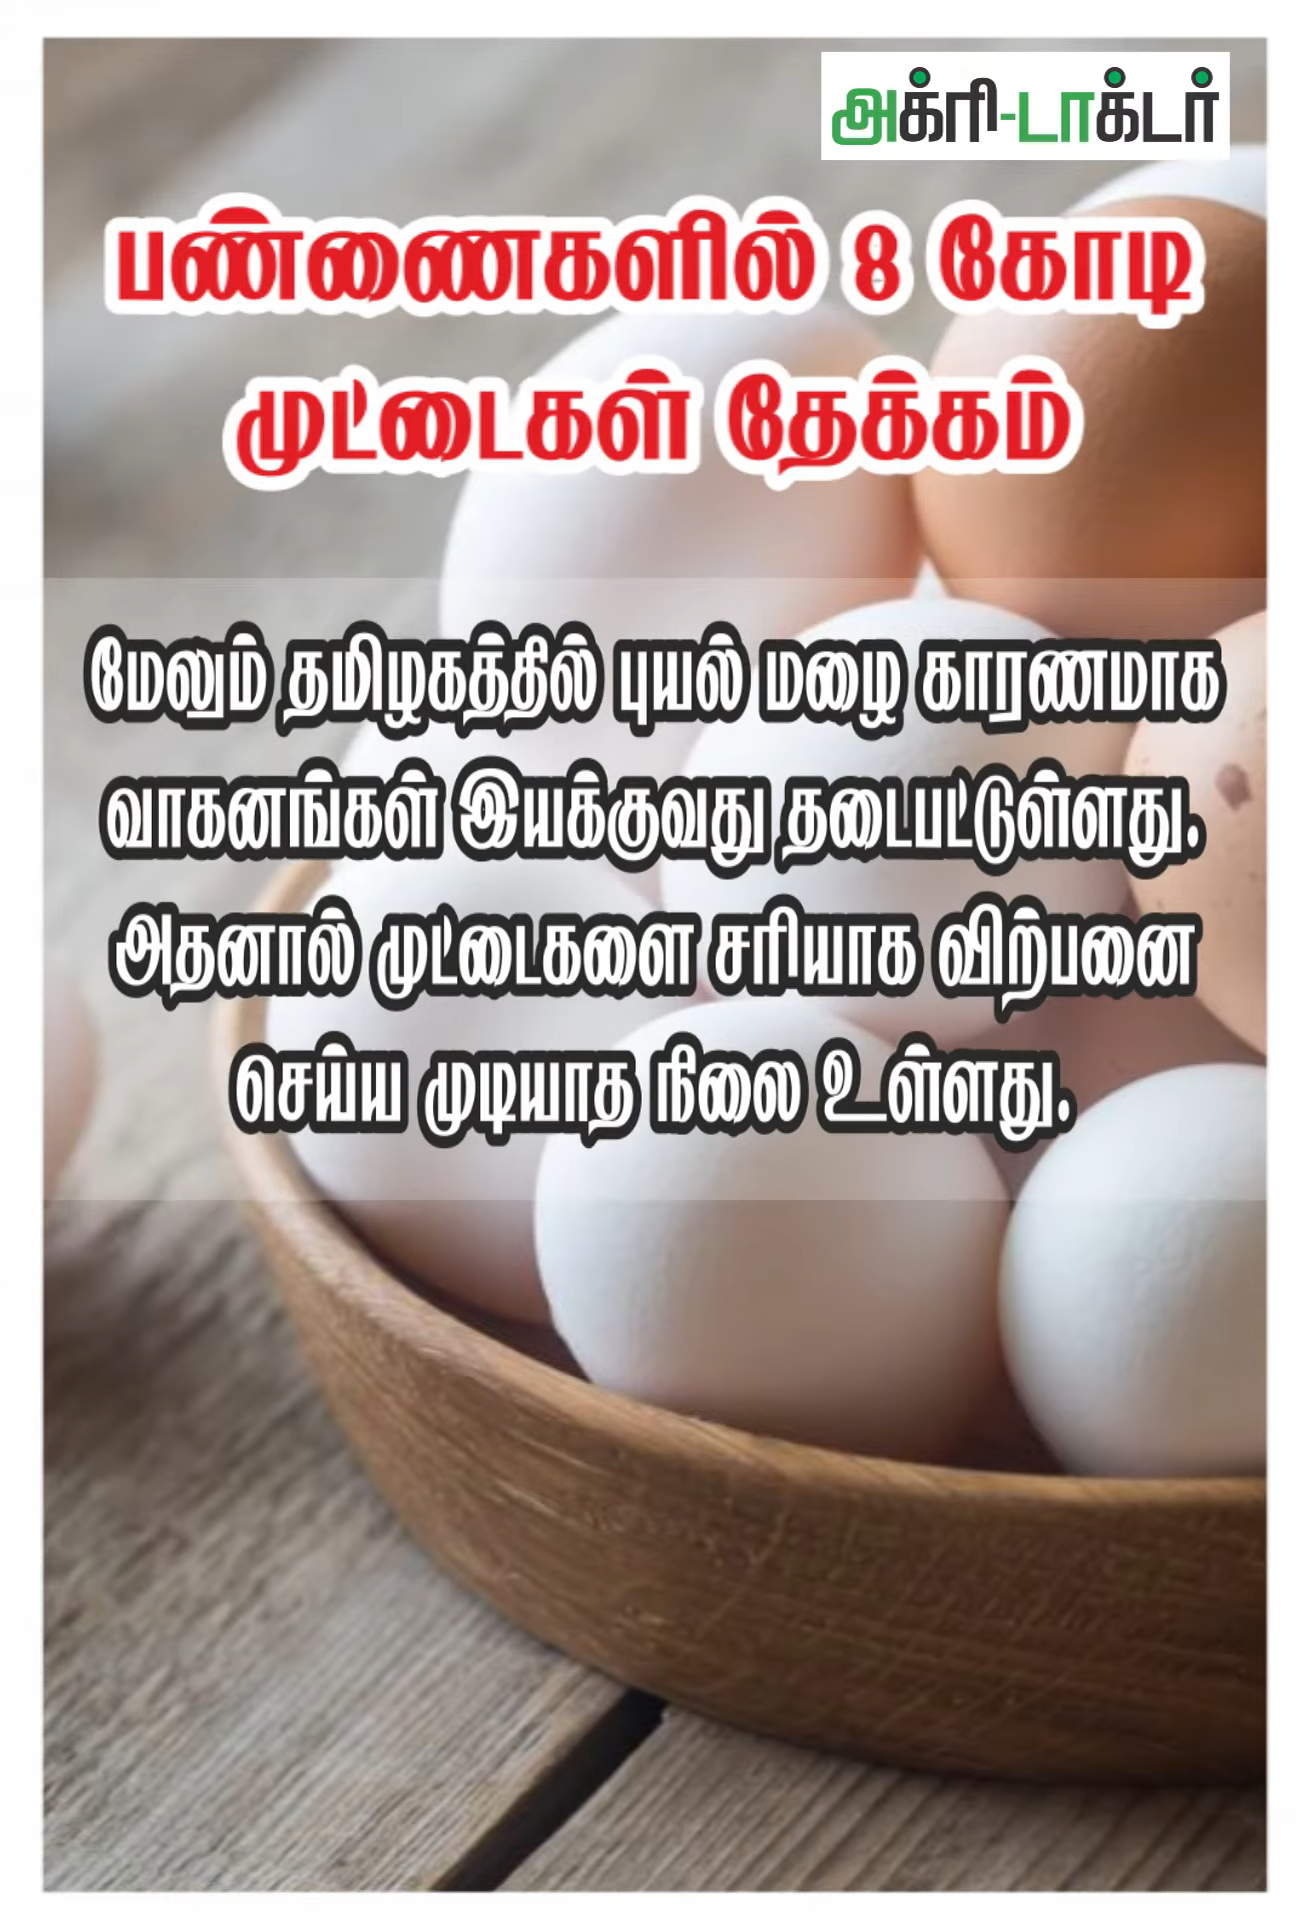 அக்ரி-டாக்டர்
பண்ணைகளில் 8 கோடி
முட்டைகள் தேக்கம்
மேலும் தமிழகத்தில் புயல் மழை காரணமாக
வாகனங்கள் இயக்குவது தடைபட்டுள்ளது.
அதனால் முட்டைகளை சரியாக விற்பனை
செய்ய முடியாத நிலை உள்ளது.